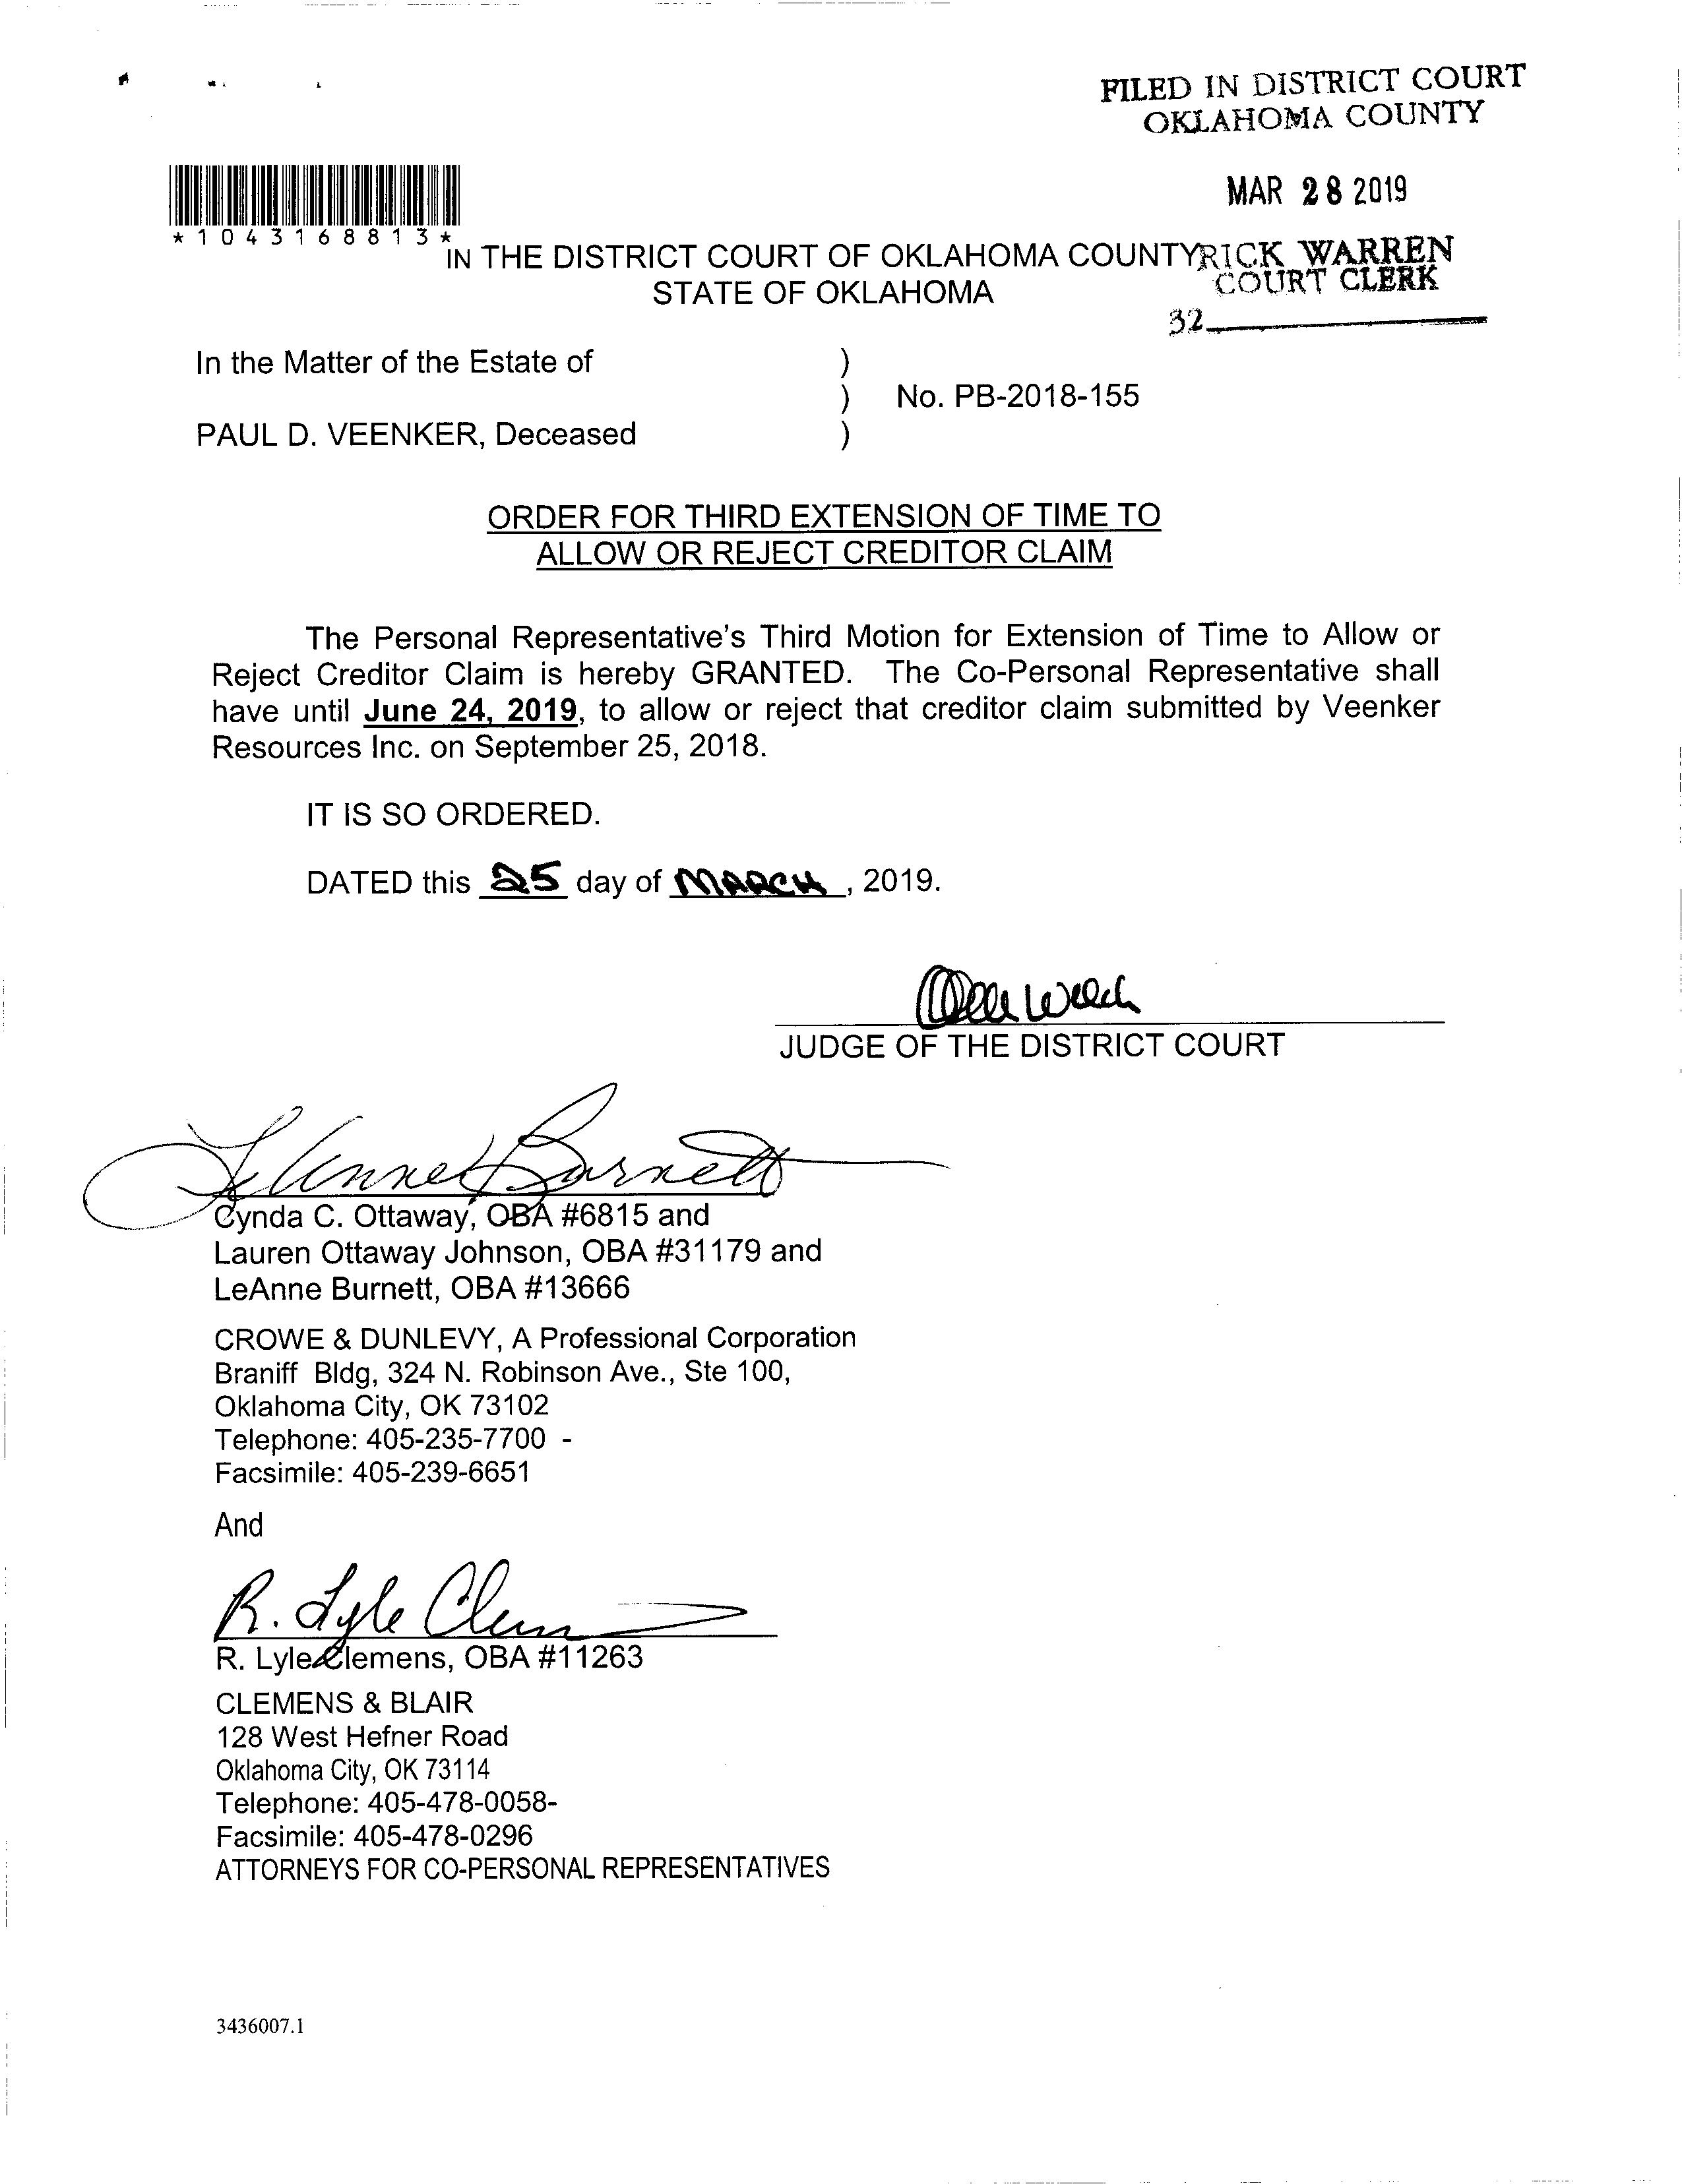 FILED IN DISTRICT COURT
OKLAHOMA COUNTY
MAR 28 2019
RICK WARREN
COURT CLERK
32
*1043168813*
IN THE DISTRICT COURT OF OKLAHOMA COUNTY
STATE OF OKLAHOMA
In the Matter of the Estate of )
) No. PB-2018-155
PAUL D. VEENKER, Deceased )
ORDER FOR THIRD EXTENSION OF TIME TO
ALLOW OR REJECT CREDITOR CLAIM
The Personal Representative's Third Motion for Extension of Time to Allow or
Reject Creditor Claim is hereby GRANTED. The Co-Personal Representative shall
have until June 24, 2019, to allow or reject that creditor claim submitted by Veenker
Resources Inc. on September 25, 2018.
IT IS SO ORDERED.
DATED this 25 day of MARCH, 2019.
JUDGE OF THE DISTRICT COURT
LeAnne Burnett
Cynda C. Ottaway, OBA #6815 and
Lauren Ottaway Johnson, OBA #31179 and
LeAnne Burnett, OBA #13666
CROWE & DUNLEVY, A Professional Corporation
Braniff Bldg, 324 N. Robinson Ave., Ste 100,
Oklahoma City, OK 73102
Telephone: 405-235-7700 -
Facsimile: 405-239-6651
And
R. Lyle Clemens
R. Lyle Clemens, OBA #11263
CLEMENS & BLAIR
128 West Hefner Road
Oklahoma City, OK 73114
Telephone: 405-478-0058-
Facsimile: 405-478-0296
ATTORNEYS FOR CO-PERSONAL REPRESENTATIVES
3436007.1